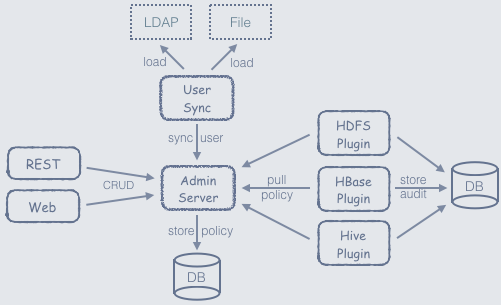 LDAP
File
load
load
User
Sync
sync user
HDFS
Plugin
REST
CRUD
Web
Admin
Server
pull
policy
HBase
Plugin
store
audit
DB
Hive
Plugin
store policy
DB